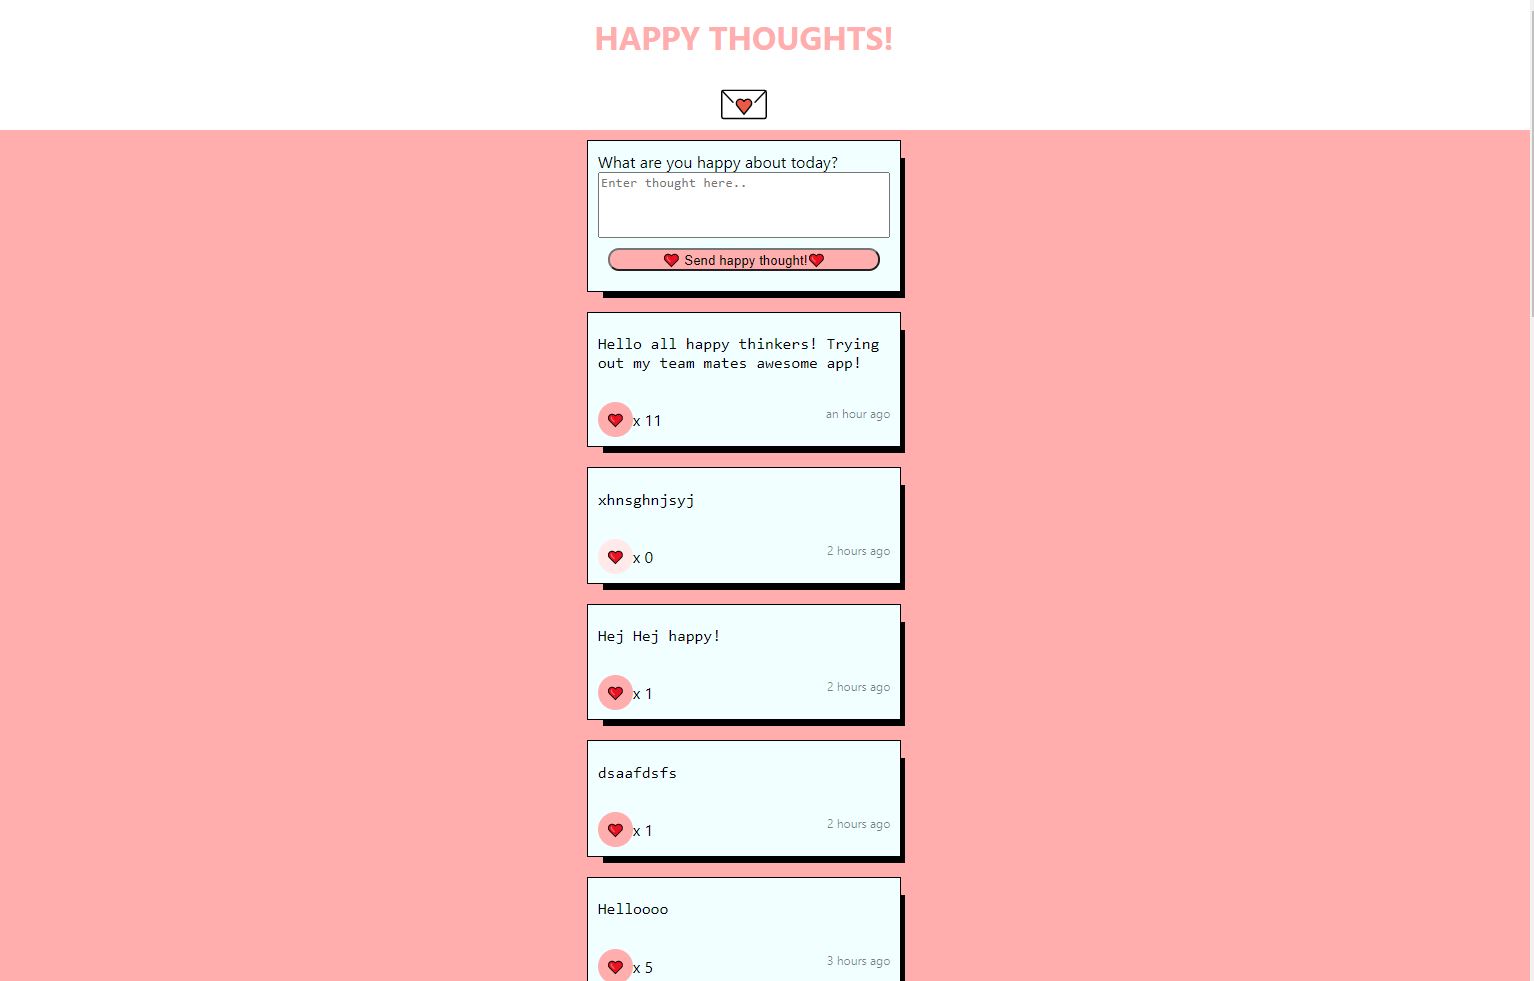 HAPPY THOUGHTS!
What are you happy about today?
Enter thought here..
Send happy thought!
Hello all happy thinkers! Trying
out my team mates awesome app!
x 11
an hour ago
xhnsghnjsyj
x 0
2 hours ago
Hej Hej happy!
x 1
2 hours ago
dsaafdsfs
x 1
2 hours ago
Helloooo
x 5
3 hours ago